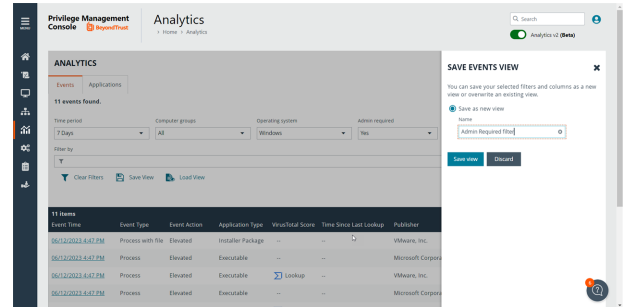 MENU
Privilege Management
Console BeyondTrust
Analytics
> Home > Analytics
Search
Analytics v2 (Beta)
ANALYTICS
Events Applications
11 events found.
Time period Computer groups Operating system Admin required
7 Days All Windows Yes
Filter by
Clear Filters Save View Load View
11 items
Event Time Event Type Event Action Application Type VirusTotal Score Time Since Last Lookup Publisher
06/12/2023 4:47 PM Process with file Elevated Installer Package -- -- VMware, Inc.
06/12/2023 4:47 PM Process Elevated Executable -- -- Microsoft Corpora
06/12/2023 4:47 PM Process Elevated Executable Lookup -- VMware, Inc.
06/12/2023 4:47 PM Process Elevated Executable -- -- Microsoft Corpora
SAVE EVENTS VIEW
You can save your selected filters and columns as a new
view or overwrite an existing view.
Save as new view
Name
Admin Required filter
Save view Discard